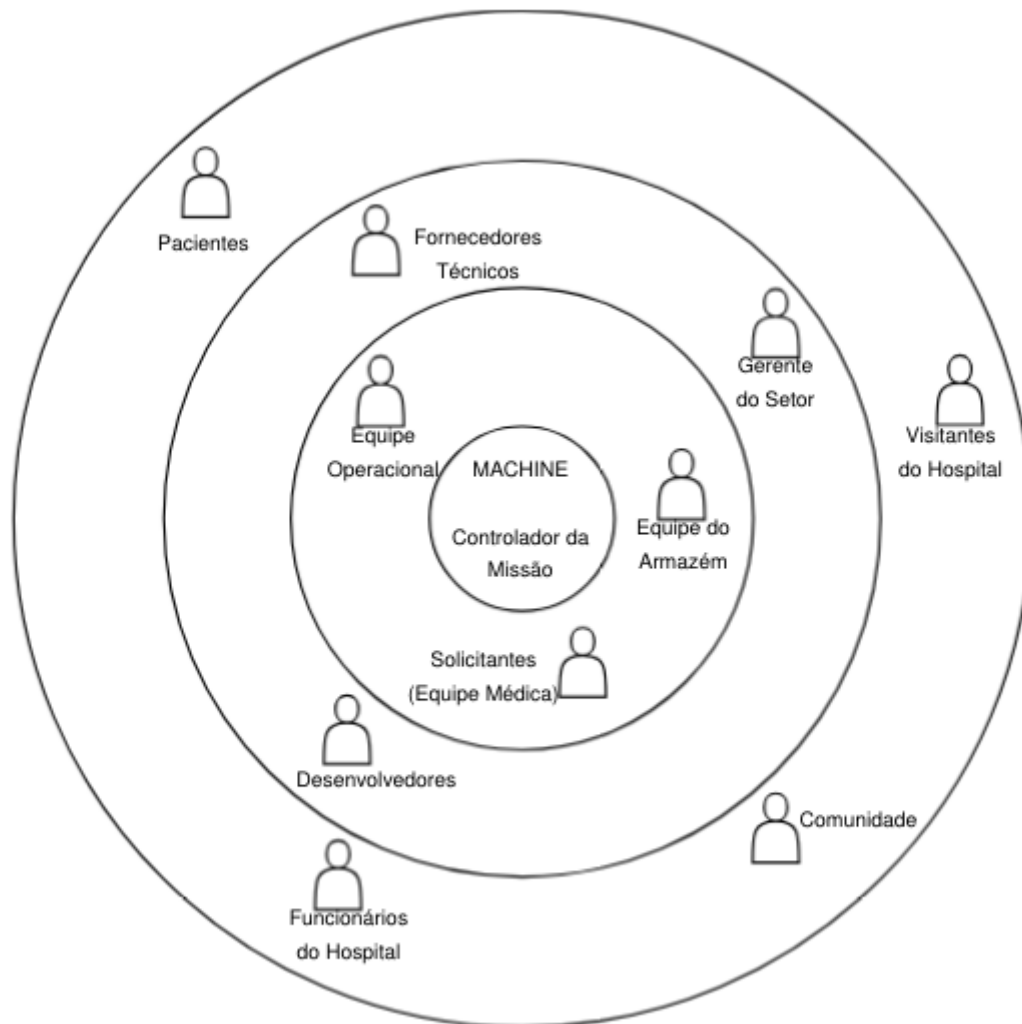 Pacientes
Fornecedores
Técnicos
Gerente
do Setor
Visitantes
do Hospital
Equipe
Operacional
MACHINE
Controlador da
Missão
Equipe do
Armazém
Solicitantes
(Equipe Médica)
Desenvolvedores
Comunidade
Funcionários
do Hospital